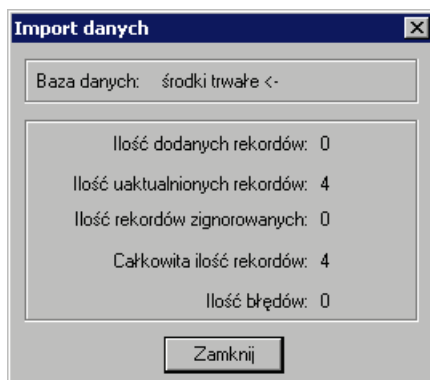 Import danych
Baza danych: środki trwałe <-
Ilość dodanych rekordów: 0
Ilość uaktualnionych rekordów: 4
Ilość rekordów zignorowanych: 0
Całkowita ilość rekordów: 4
Ilość błędów: 0
Zamknij